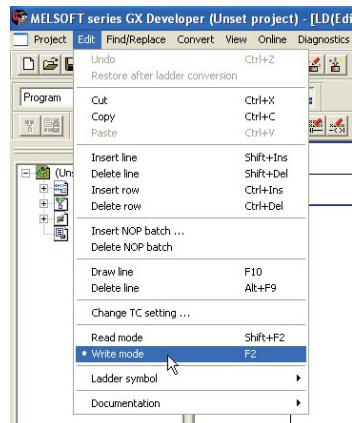 MELSOFT series GX Developer (Unset project) - [LD(Edi
Project Edit Find/Replace Convert View Online Diagnostics
Undo Ctrl+Z
Restore after ladder conversion
Program
Cut Ctrl+X
Copy Ctrl+C
Paste Ctrl+V
Insert line Shift+Ins
Delete line Shift+Del
(Un
Insert row Ctrl+Ins
Delete row Ctrl+Del
Insert NOP batch ...
Delete NOP batch
Draw line F10
Delete line Alt+F9
Change TC setting ...
Read mode Shift+F2
• Write mode F2
Ladder symbol
Documentation